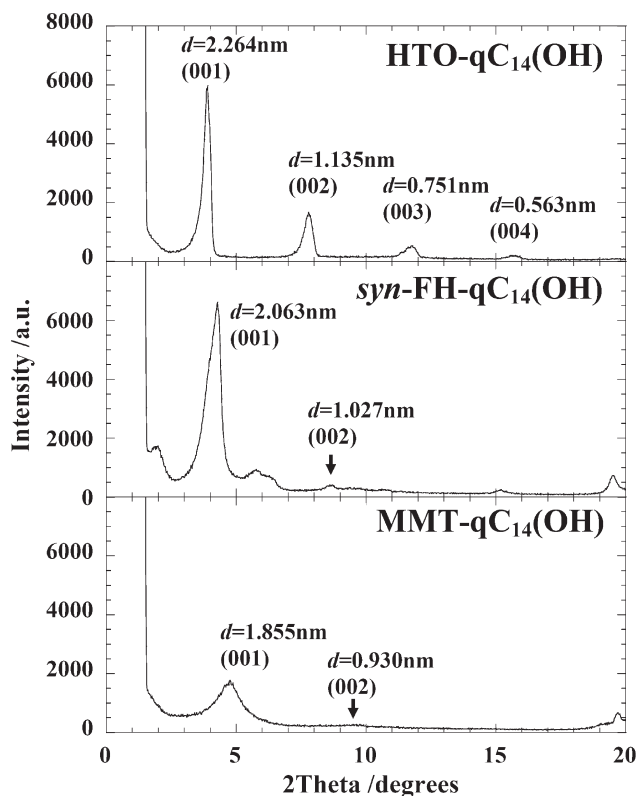 8000
6000
4000
2000
0
d=2.264nm
(001)
HTO-qC₁₄(OH)
d=1.135nm
(002)
d=0.751nm
(003)
d=0.563nm
(004)
6000
4000
2000
0
syn-FH-qC₁₄(OH)
d=2.063nm
(001)
d=1.027nm
(002)
Intensity /a.u.
6000
4000
2000
0
MMT-qC₁₄(OH)
d=1.855nm
(001)
d=0.930nm
(002)
0 5 10 15 20
2Theta /degrees